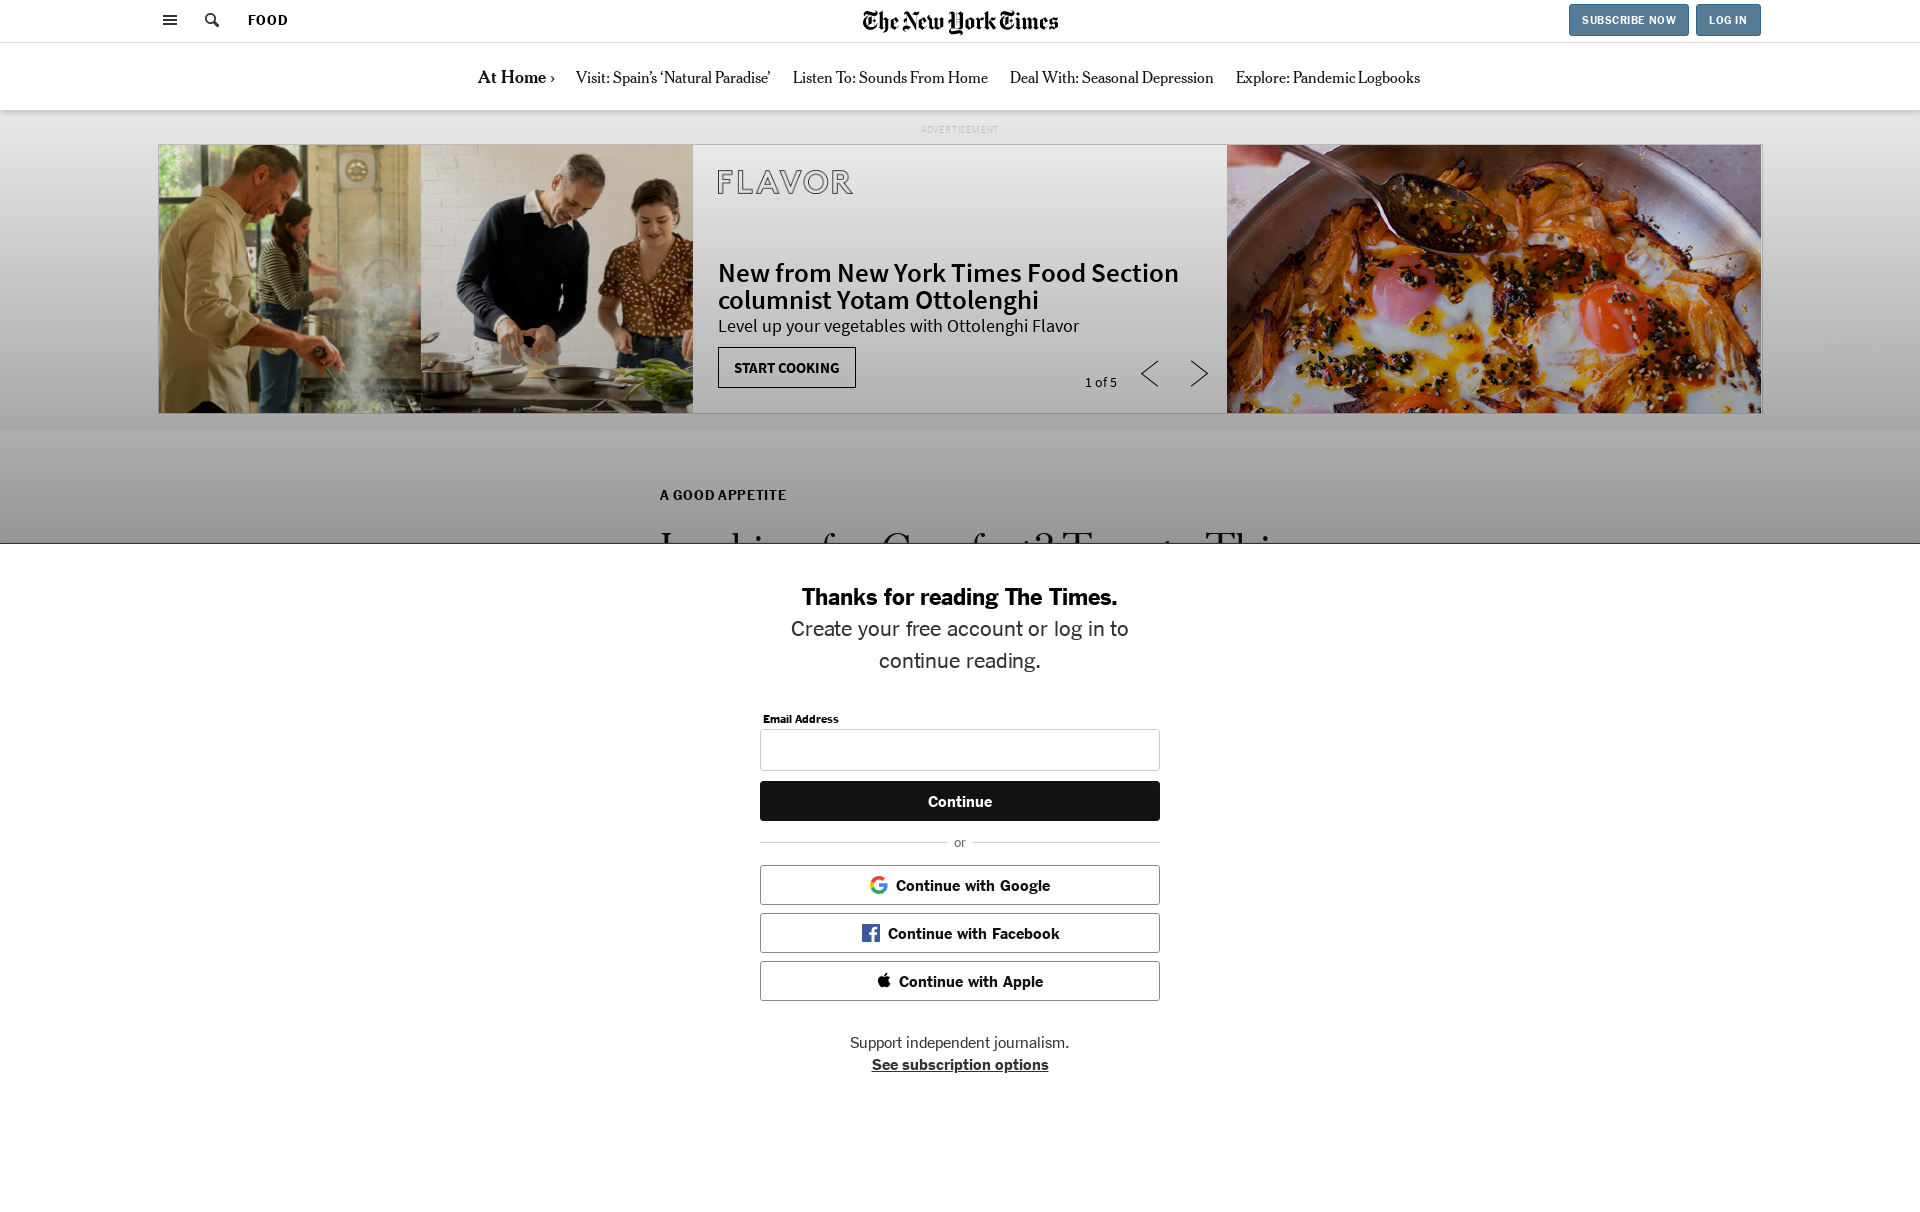 FOOD
The New York Times
SUBSCRIBE NOW
LOG IN
At Home ›
Visit: Spain’s ‘Natural Paradise’
Listen To: Sounds From Home
Deal With: Seasonal Depression
Explore: Pandemic Logbooks
ADVERTISEMENT
FLAVOR
New from New York Times Food Section
columnist Yotam Ottolenghi
Level up your vegetables with Ottolenghi Flavor
START COOKING
1 of 5
A GOOD APPETITE
Thanks for reading The Times.
Create your free account or log in to
continue reading.
Email Address
Continue
or
Continue with Google
Continue with Facebook
Continue with Apple
Support independent journalism.
See subscription options